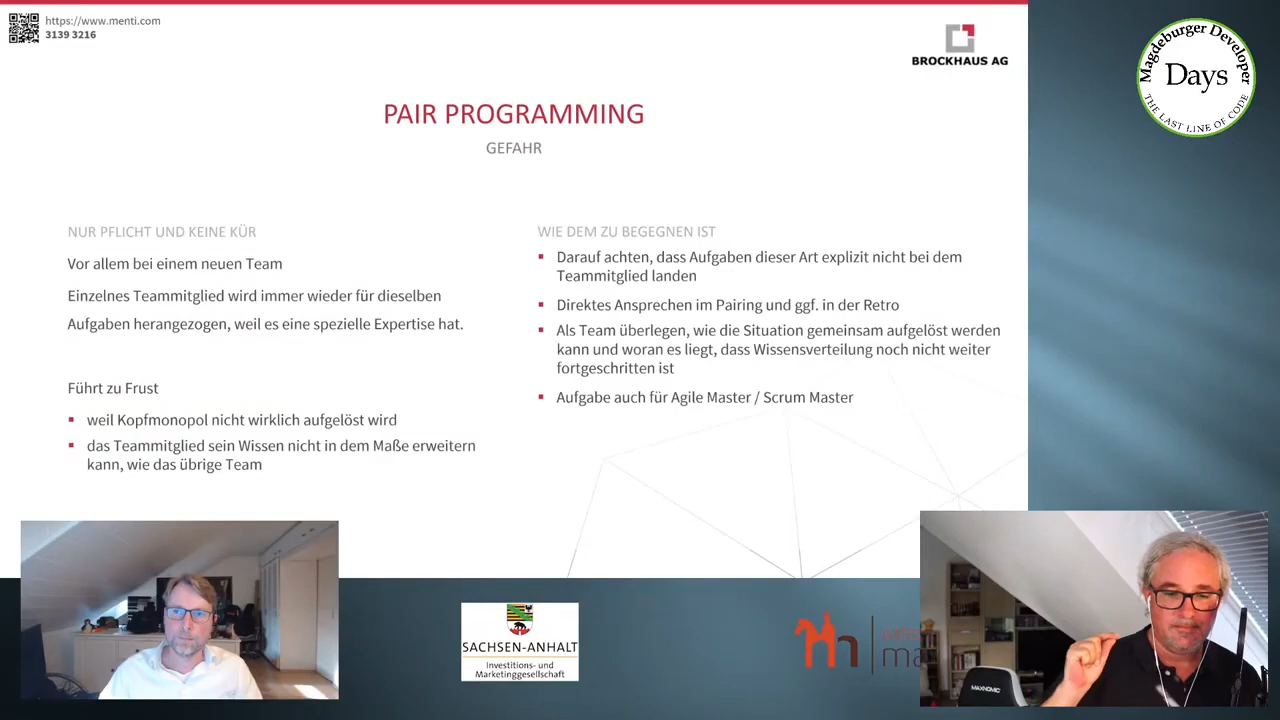 https://www.menti.com
3139 3216
BROCKHAUS AG
Magdeburger Developer
Days
THE LAST LINE OF CODE
PAIR PROGRAMMING
GEFAHR
NUR PFLICHT UND KEINE KÜR
Vor allem bei einem neuen Team
Einzelnes Teammitglied wird immer wieder für dieselben
Aufgaben herangezogen, weil es eine spezielle Expertise hat.
Führt zu Frust
weil Kopfmonopol nicht wirklich aufgelöst wird
das Teammitglied sein Wissen nicht in dem Maße erweitern
kann, wie das übrige Team
WIE DEM ZU BEGEGNEN IST
Darauf achten, dass Aufgaben dieser Art explizit nicht bei dem
Teammitglied landen
Direktes Ansprechen im Pairing und ggf. in der Retro
Als Team überlegen, wie die Situation gemeinsam aufgelöst werden
kann und woran es liegt, dass Wissensverteilung noch nicht weiter
fortgeschritten ist
Aufgabe auch für Agile Master / Scrum Master
SACHSEN-ANHALT
Investitions- und
Marketinggesellschaft
MAXNOMIC